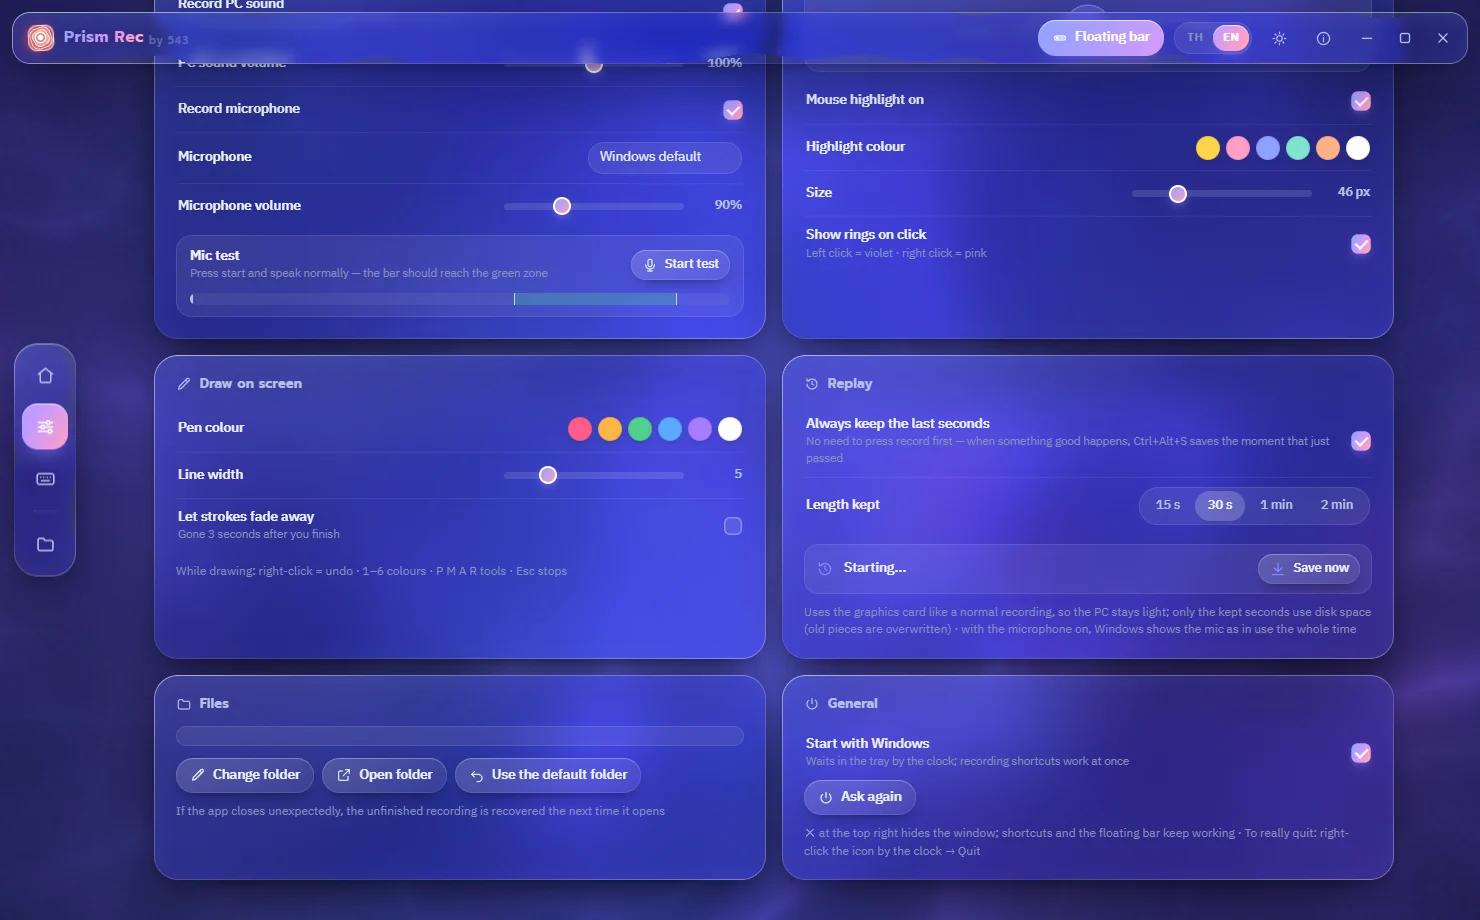 Record PC sound
Prism Rec by 543
Floating bar
TH EN
PC sound volume 100%
Record microphone
Microphone Windows default
Microphone volume 90%
Mic test
Press start and speak normally — the bar should reach the green zone
Start test
Mouse highlight on
Highlight colour
Size 46 px
Show rings on click
Left click = violet · right click = pink
Draw on screen
Pen colour
Line width 5
Let strokes fade away
Gone 3 seconds after you finish
While drawing: right-click = undo · 1–6 colours · P M A R tools · Esc stops
Replay
Always keep the last seconds
No need to press record first — when something good happens, Ctrl+Alt+S saves the moment that just
passed
Length kept 15 s 30 s 1 min 2 min
Starting... Save now
Uses the graphics card like a normal recording, so the PC stays light; only the kept seconds use disk space
(old pieces are overwritten) · with the microphone on, Windows shows the mic as in use the whole time
Files
Change folder Open folder Use the default folder
If the app closes unexpectedly, the unfinished recording is recovered the next time it opens
General
Start with Windows
Waits in the tray by the clock; recording shortcuts work at once
Ask again
✕ at the top right hides the window; shortcuts and the floating bar keep working · To really quit: right-
click the icon by the clock → Quit